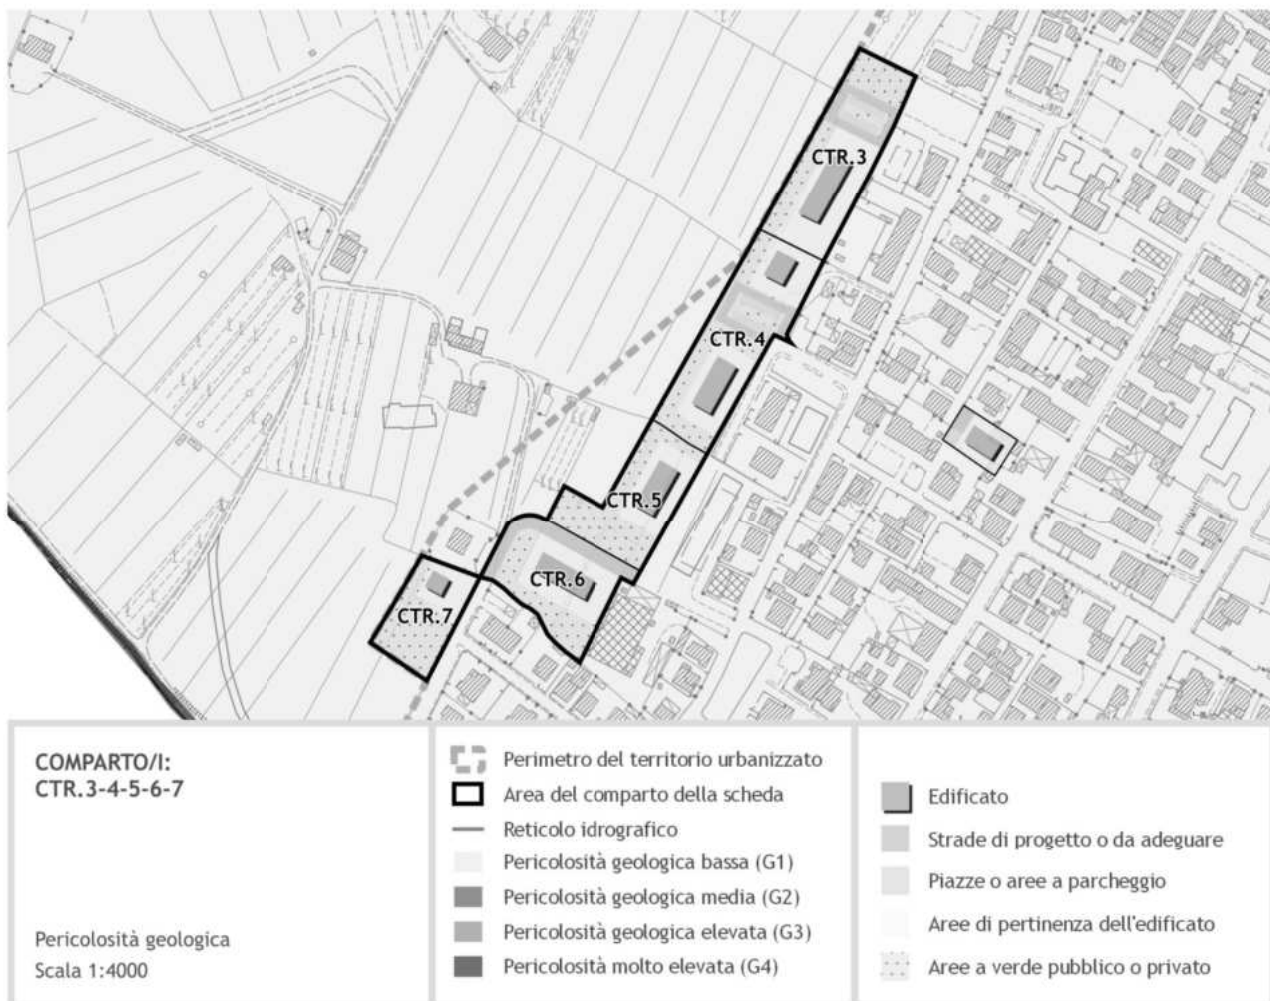 CTR.3
CTR.4
CTR.5
CTR.6
CTR.7
COMPARTO/I:
CTR.3-4-5-6-7
Pericolosità geologica
Scala 1:4000
Perimetro del territorio urbanizzato
Area del comparto della scheda
Reticolo idrografico
Pericolosità geologica bassa (G1)
Pericolosità geologica media (G2)
Pericolosità geologica elevata (G3)
Pericolosità molto elevata (G4)
Edificato
Strade di progetto o da adeguare
Piazze o aree a parcheggio
Aree di pertinenza dell'edificato
Aree a verde pubblico o privato